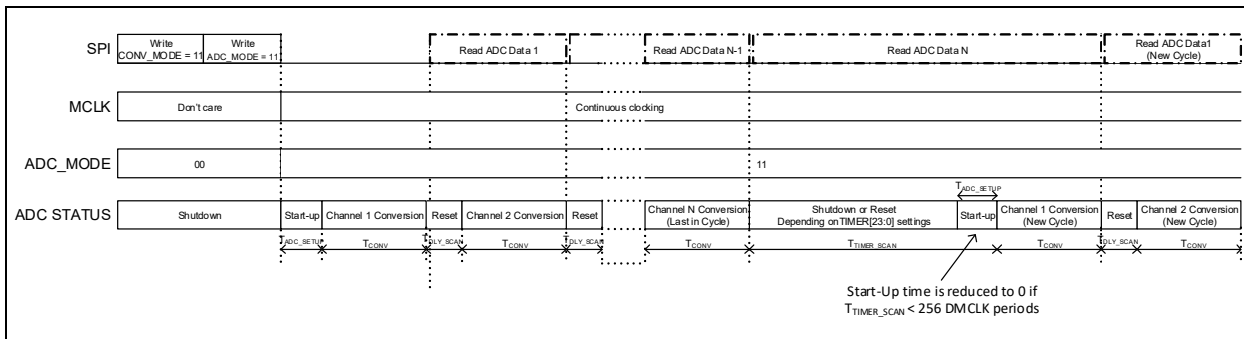 SPI
Write
CONV_MODE = 11
Write
ADC_MODE = 11
Read ADC Data 1
Read ADC Data N-1
Read ADC Data N
Read ADC Data1
(New Cycle)
MCLK
Don't care
Continuous clocking
ADC_MODE
00
11
TADC_SETUP
ADC STATUS
Shutdown
Start-up
Channel 1 Conversion
Reset
Channel 2 Conversion
Reset
Channel N Conversion
(Last in Cycle)
Shutdown or Reset
Depending on TIMER[23:0] settings
Start-up
Channel 1 Conversion
(New Cycle)
Reset
Channel 2 Conversion
(New Cycle)
TADC_SETUP
TCONV
TDLY_SCAN
TCONV
TDLY_SCAN
TCONV
TTIMER_SCAN
TCONV
TDLY_SCAN
TCONV
Start-Up time is reduced to 0 if
TTIMER_SCAN < 256 DMCLK periods